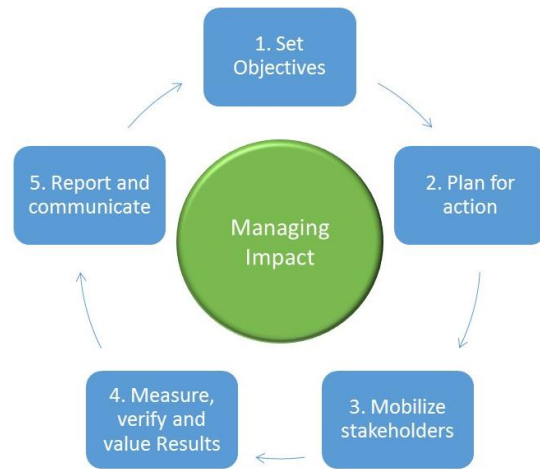 1. Set
Objectives
2. Plan for
action
3. Mobilize
stakeholders
4. Measure,
verify and
value Results
5. Report and
communicate
Managing
Impact